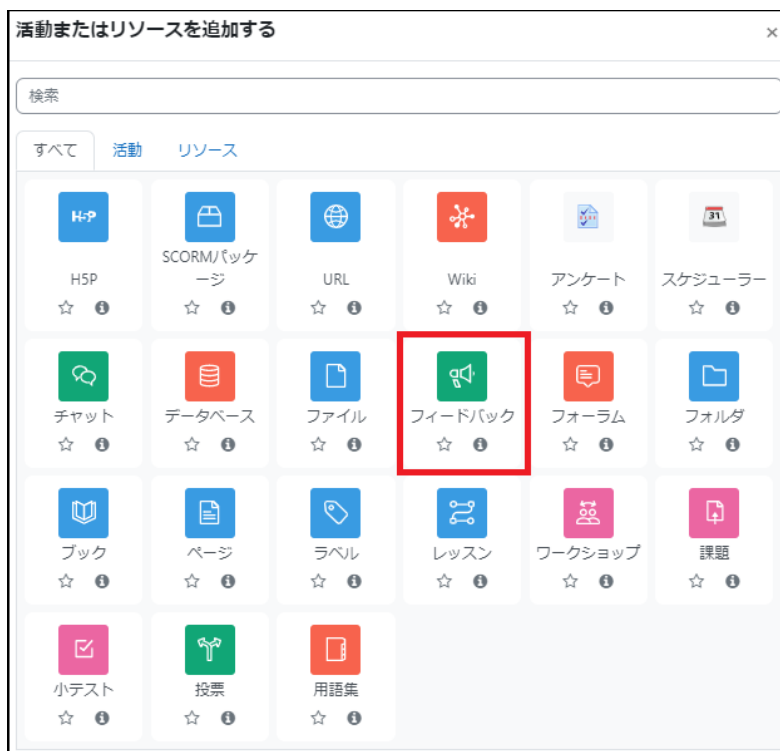 活動またはリソースを追加する
×
検索
すべて 活動 リソース
H5P
31
SCORMパッケ
ージ
H5P
URL
Wiki
アンケート
スケジューラー
チャット
データベース
ファイル
フィードバック
フォーラム
フォルダ
ブック
ページ
ラベル
レッスン
ワークショップ
課題
小テスト
投票
用語集